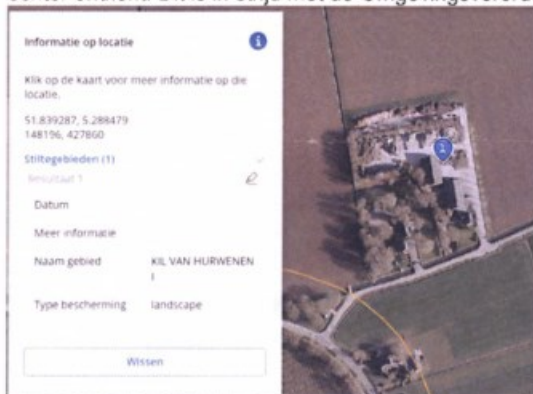 Informatie op locatie
Klik op de kaart voor meer informatie op die
locatie.
51.839287, 5.288479
148196, 427860
Stiltegebieden (1)
Resultaat 1
Datum
Meer informatie
Naam gebied KIL VAN HURWENEN
I
Type bescherming landscape
Wissen